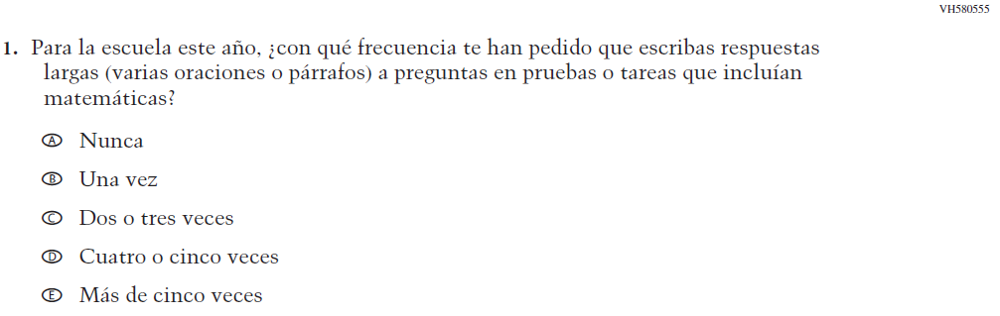 VH580555
1. Para la escuela este año, ¿con qué frecuencia te han pedido que escribas respuestas
largas (varias oraciones o párrafos) a preguntas en pruebas o tareas que incluían
matemáticas?
A Nunca
B Una vez
C Dos o tres veces
D Cuatro o cinco veces
E Más de cinco veces